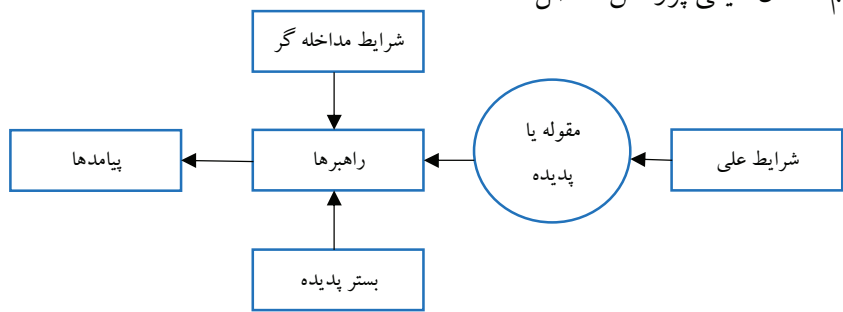 شرایط مداخله گر
مقوله یا
پدیده
شرایط علی
راهبرها
پیامدها
بستر پدیده